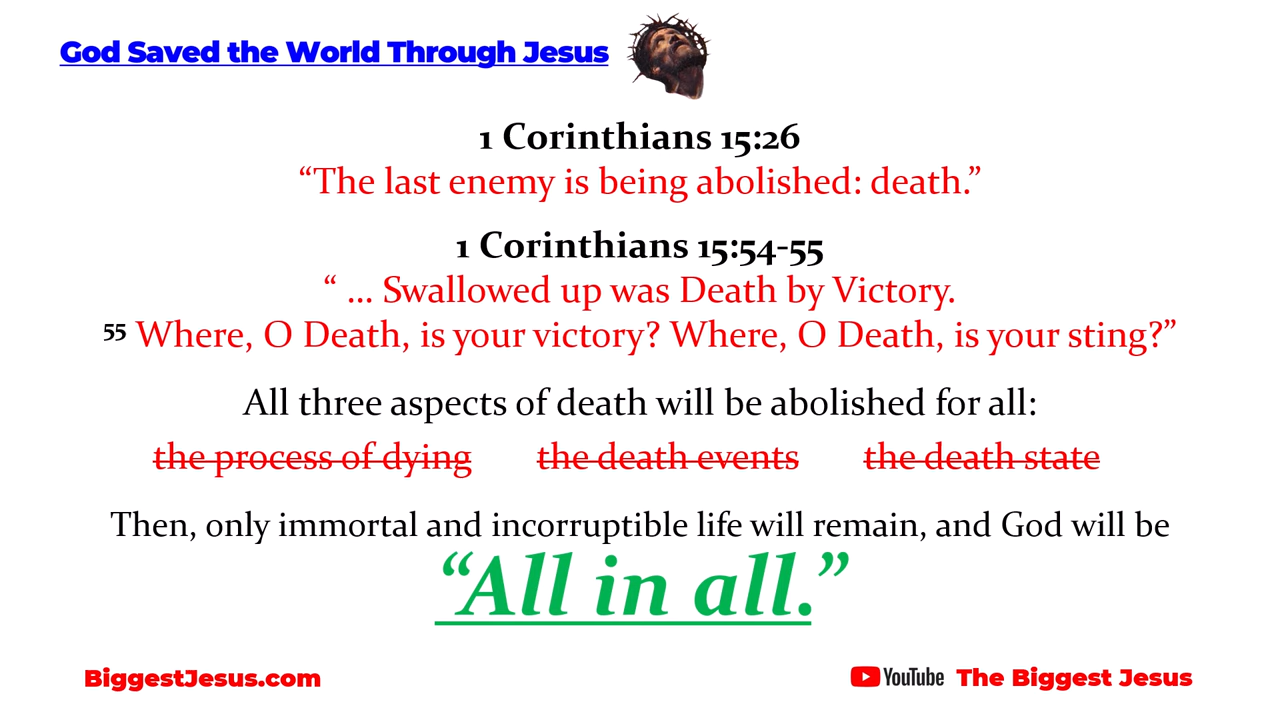 God Saved the World Through Jesus
1 Corinthians 15:26
“The last enemy is being abolished: death.”
1 Corinthians 15:54-55
“ ... Swallowed up was Death by Victory.
55 Where, O Death, is your victory? Where, O Death, is your sting?”
All three aspects of death will be abolished for all:
the process of dying the death events the death state
Then, only immortal and incorruptible life will remain, and God will be
“All in all.”
BiggestJesus.com YouTube The Biggest Jesus